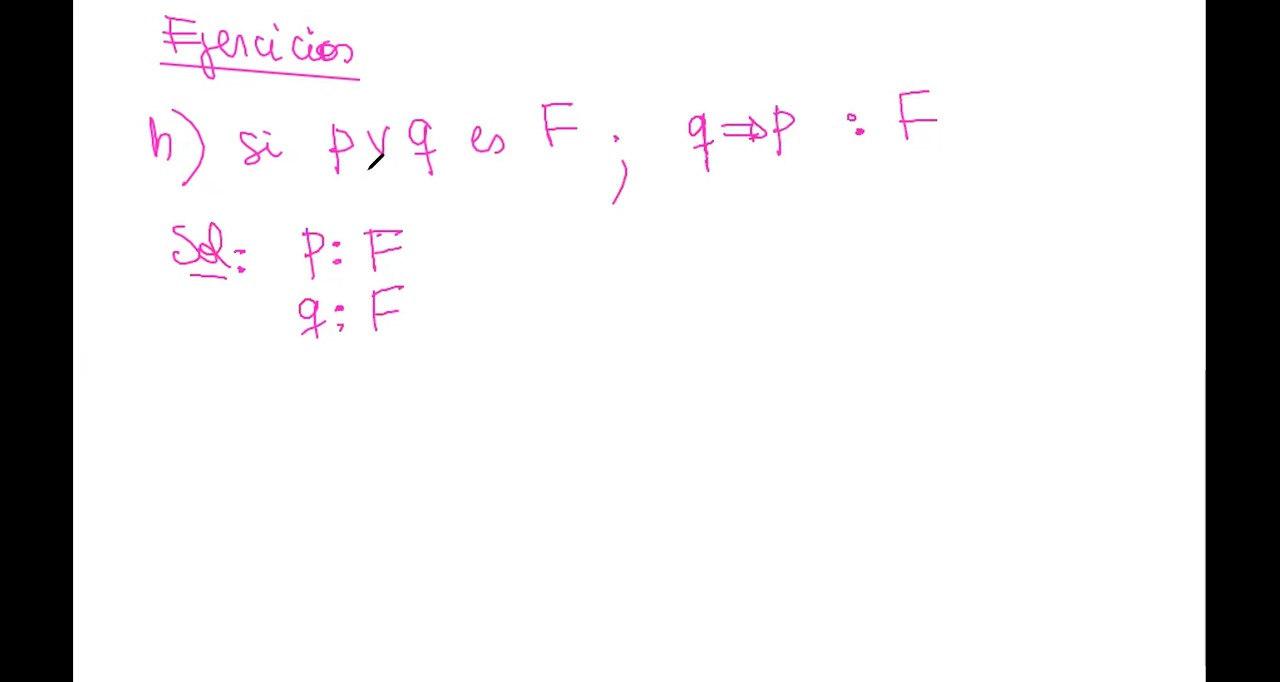 Ejercicios
h) si p v q es F ; q ⇒ p : F
Sol: p: F
q: F